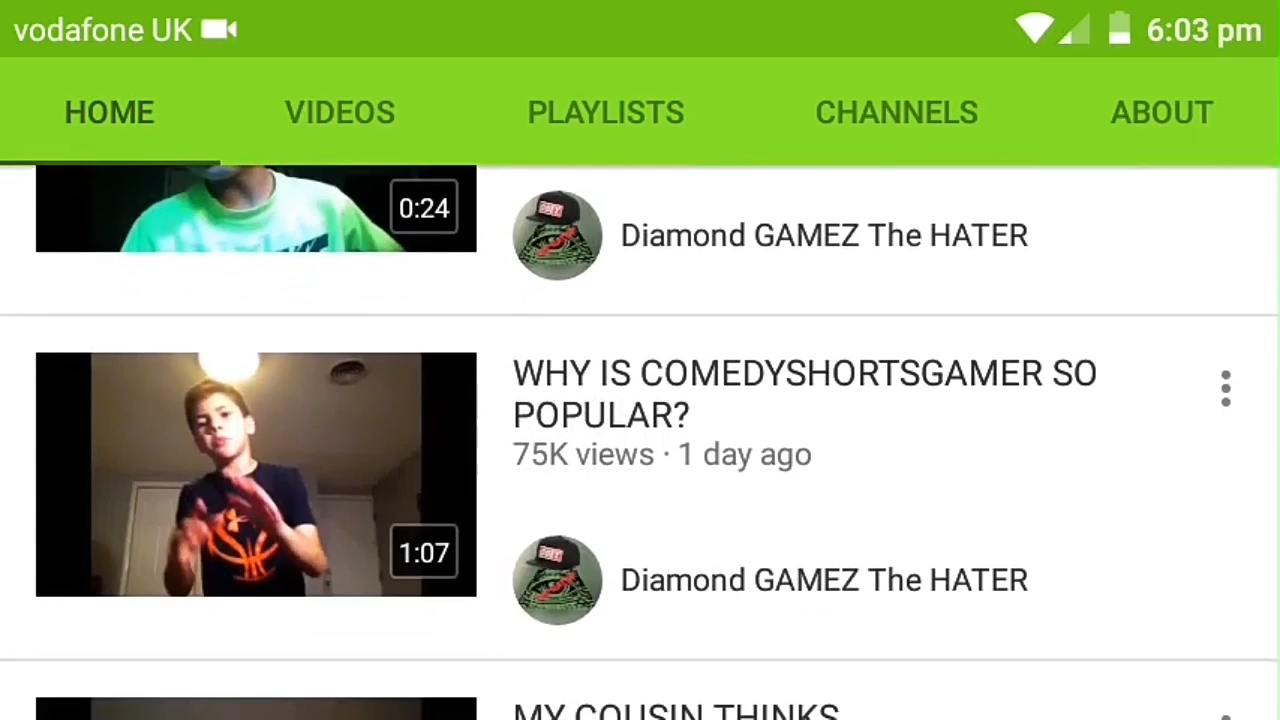 vodafone UK 6:03 pm
HOME VIDEOS PLAYLISTS CHANNELS ABOUT
0:24
Diamond GAMEZ The HATER
WHY IS COMEDYSHORTSGAMER SO
POPULAR?
75K views · 1 day ago
1:07
OBEY
Diamond GAMEZ The HATER
MY COUSIN THINKS